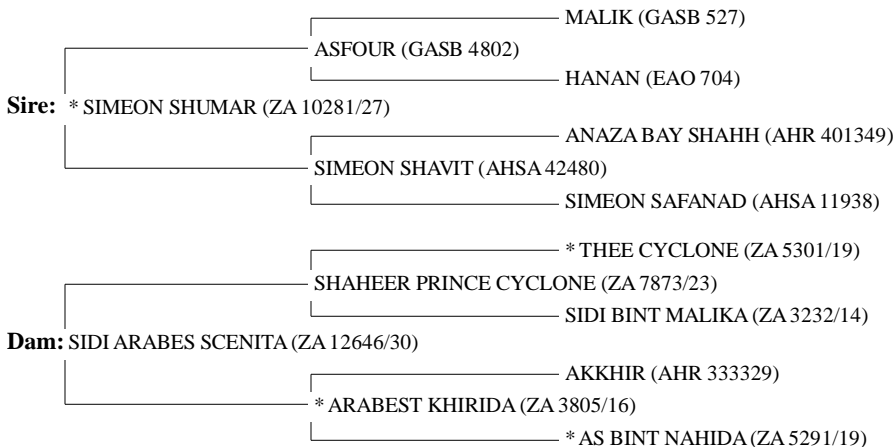 MALIK (GASB 527)
ASFOUR (GASB 4802)
HANAN (EAO 704)
Sire: * SIMEON SHUMAR (ZA 10281/27)
ANAZA BAY SHAHH (AHR 401349)
SIMEON SHAVIT (AHSA 42480)
SIMEON SAFANAD (AHSA 11938)
* THEE CYCLONE (ZA 5301/19)
SHAHEER PRINCE CYCLONE (ZA 7873/23)
SIDI BINT MALIKA (ZA 3232/14)
Dam: SIDI ARABES SCENITA (ZA 12646/30)
AKKHIR (AHR 333329)
* ARABEST KHIRIDA (ZA 3805/16)
* AS BINT NAHIDA (ZA 5291/19)